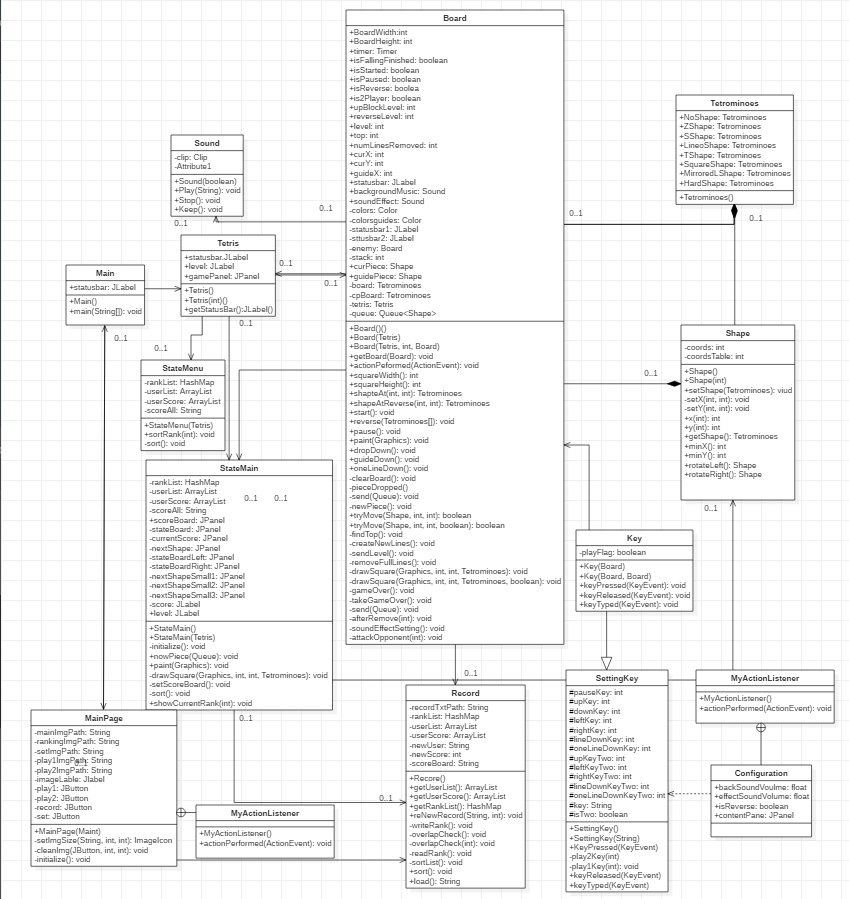 Board
+BoardWidth:int
+BoardHeight: int
+timer: Timer
+isFallingFinished: boolean
+isStarted: boolean
+isPaused: boolean
+isReverse: boolea
+is2Player: boolean
+upBlockLevel: int
+reverseLevel: int
+level: int
+top: int
+numLinesRemoved: int
+curX: int
+curY: int
+guideX: int
+statusbar: JLabel
+backgroundMusic: Sound
+soundEffect: Sound
-colors: Color
-colorsguides: Color
-statusbar1: JLabel
-sttusbar2: JLabel
-enemy: Board
-stack: int
+curPiece: Shape
+guidePiece: Shape
-board: Tetrominoes
-cpBoard: Tetrominoes
-tetris: Tetris
-queue: Queue<Shape>
+Board()()
+Board(Tetris)
+Board(Tetris, int, Board)
+getBoard(Board): void
+actionPeformed(ActionEvent): void
+squareWidth(): int
+squareHeight(): int
+shapteAt(int, int): Tetrominoes
+shapeAtReverse(int, int): Tetrominoes
+start(): void
+reverse(Tetrominoes[]): void
+pause(): void
+paint(Graphics): void
+dropDown(): void
+guideDown(): void
+oneLineDown(): void
-clearBoard(): void
-pieceDropped()
-send(Queue): void
-newPiece(): void
+tryMove(Shape, int, int): boolean
+tryMove(Shape, int, int, boolean): boolean
-findTop(): void
-createNewLines(): void
-sendLevel(): void
-removeFullLines(): void
-drawSquare(Graphics, int, int, Tetrominoes): void
-drawSquare(Graphics, int, int, Tetrominoes, boolean): void
-gameOver(): void
-takeGameOver(): void
-send(Queue): void
-afterRemove(int): void
-soundEffectSetting(): void
-attackOpponent(int): void
Tetrominoes
+NoShape: Tetrominoes
+ZShape: Tetrominoes
+SShape: Tetrominoes
+LineoShape: Tetrominoes
+TShape: Tetrominoes
+SquareShape: Tetrominoes
+MirroredLShape: Tetrominoes
+HardShape: Tetrominoes
+Tetrominoes()
0..1
0..1
Sound
-clip: Clip
-Attribute1
+Sound(boolean)
+Play(String): void
+Stop(): void
+Keep(): void
0..1
0..1
Tetris
+statusbar.JLabel
+level: JLabel
+gamePanel: JPanel
+Tetris()
+Tetris(int)()
+getStatusBar():JLabel()
0..1
0..1
0..1
Main
+statusbar: JLabel
+Main()
+main(String[]): void
0..1
0..1
StateMenu
-rankList: HashMap
-userList: ArrayList
-userScore: ArrayList
-scoreAll: String
+StateMenu(Tetris)
+sortRank(int): void
-sort(): void
Shape
-coords: int
-coordsTable: int
+Shape()
+Shape(int)
+setShape(Tetrominoes): viud
-setX(int, int): void
-setY(int, int): void
+x(int): int
+y(int): int
+getShape(): Tetrominoes
+minX(): int
+minY(): int
+rotateLeft(): Shape
+rotateRight(): Shape
0..1
0..1
StateMain
-rankList: HashMap
-userList: ArrayList
-userScore: ArrayList
-scoreAll: String
+scoreBoard: JPanel
-stateBoard: JPanel
-currentScore: JPanel
-nextShape: JPanel
-stateBoardLeft: JPanel
-stateBoardRight: JPanel
-nextShapeSmall1: JPanel
-nextShapeSmall2: JPanel
-nextShapeSmall3: JPanel
-score: JLabel
+level: JLabel
+StateMain()
+StateMain(Tetris)
-initialize(): void
+nowPiece(Queue): void
+paint(Graphics): void
-drawSquare(Graphics, int, int, Tetrominoes): void
-setScoreBoard(): void
-sort(): void
+showCurrentRank(int): void
0..1
0..1
0..1
Key
-playFlag: boolean
+Key(Board)
+Key(Board, Board)
+keyPressed(KeyEvent): void
+keyReleased(KeyEvent): void
+keyTyped(KeyEvent): void
SettingKey
#pauseKey: int
#upKey: int
#downKey: int
#leftKey: int
#rightKey: int
#lineDownKey: int
#oneLineDownKey: int
#upKeyTwo: int
#leftKeyTwo: int
#rightKeyTwo: int
#lineDownKeyTwo: int
#oneLineDownKeyTwo: int
#key: String
#isTwo: boolean
+SettingKey()
+SettingKey(String)
+KeyPressed(KeyEvent)
-play2Key(int)
-play1Key(int): void
+keyReleased(KeyEvent)
+keyTyped(KeyEvent)
MyActionListener
+MyActionListener()
+actionPerformed(ActionEvent): void
Configuration
+backSoundVoulme: float
+effectSoundVolume: float
+isReverse: boolean
+contentPane: JPanel
Record
-recordTxtPath: String
-rankList: HashMap
-userList: ArrayList
-userScore: ArrayList
-newUser: String
-newScore: int
-scoreBoard: String
+Recore()
+getUserList(): ArrayList
+getUserScore(): ArrayList
+getRankList(): HashMap
+reNewRecord(String, int): void
-writeRank(): void
-overlapCheck(): void
-overlapCheck(int): void
-readRank(): void
-sortList(): void
+sort(): void
+load(): String
0..1
0..1
MainPage
-mainImgPath: String
-rankingImgPath: String
-setImgPath: String
-play1ImgPath: String
-play2ImgPath: String
-imageLable: Jlabel
-play1: JButton
-play2: JButton
-record: JButton
-set: JButton
+MainPage(Maint)
-setImgSize(String, int, int): ImageIcon
-cleanImg(JButton, int, int): void
-initialize(): void
0..1
MyActionListener
+MyActionListener()
+actionPerformed(ActionEvent): void